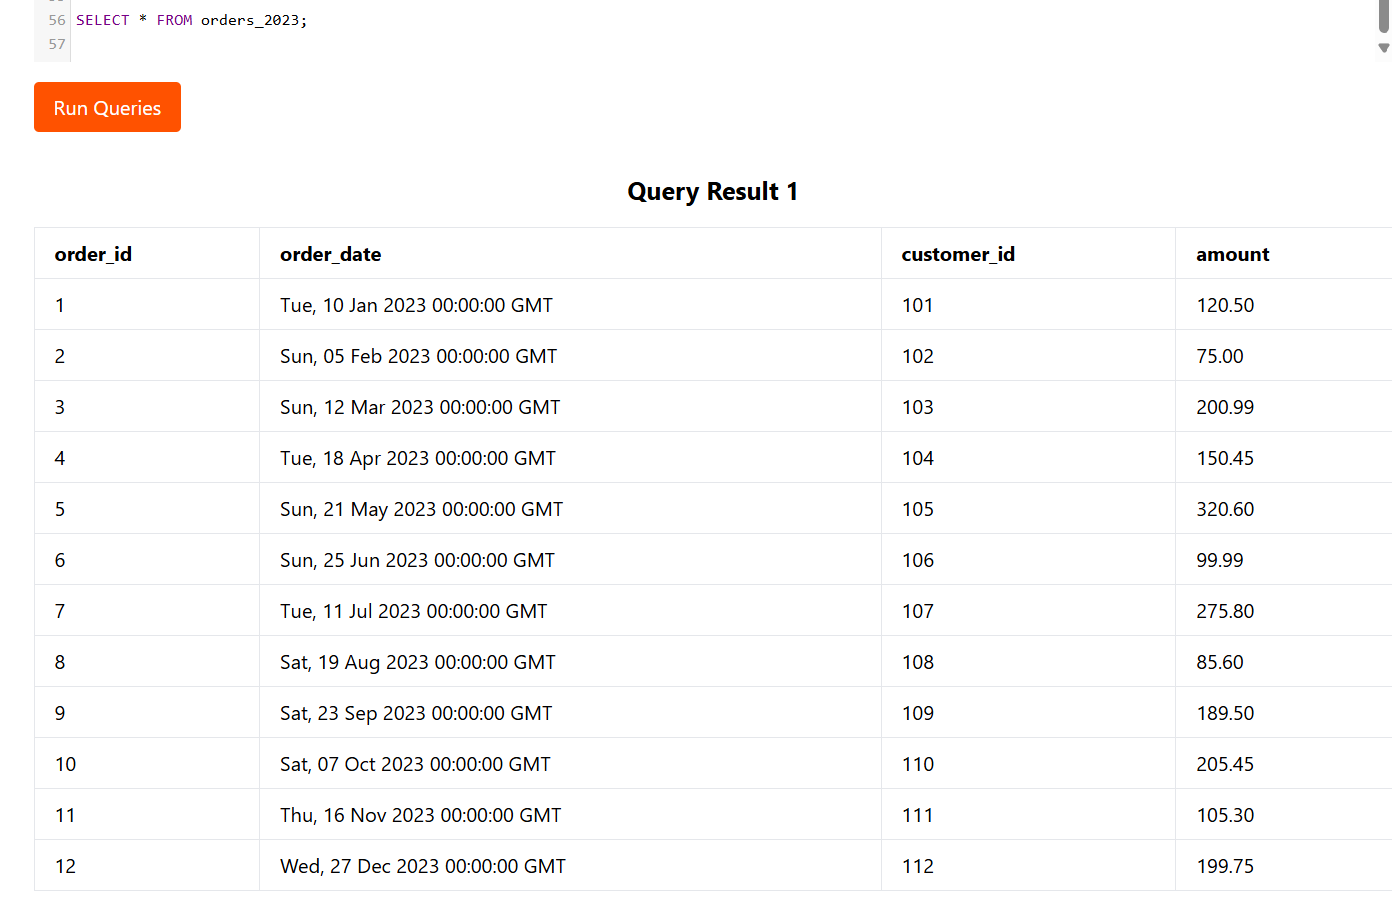 56 SELECT * FROM orders_2023;
57
Run Queries
Query Result 1
order_id order_date customer_id amount
1 Tue, 10 Jan 2023 00:00:00 GMT 101 120.50
2 Sun, 05 Feb 2023 00:00:00 GMT 102 75.00
3 Sun, 12 Mar 2023 00:00:00 GMT 103 200.99
4 Tue, 18 Apr 2023 00:00:00 GMT 104 150.45
5 Sun, 21 May 2023 00:00:00 GMT 105 320.60
6 Sun, 25 Jun 2023 00:00:00 GMT 106 99.99
7 Tue, 11 Jul 2023 00:00:00 GMT 107 275.80
8 Sat, 19 Aug 2023 00:00:00 GMT 108 85.60
9 Sat, 23 Sep 2023 00:00:00 GMT 109 189.50
10 Sat, 07 Oct 2023 00:00:00 GMT 110 205.45
11 Thu, 16 Nov 2023 00:00:00 GMT 111 105.30
12 Wed, 27 Dec 2023 00:00:00 GMT 112 199.75